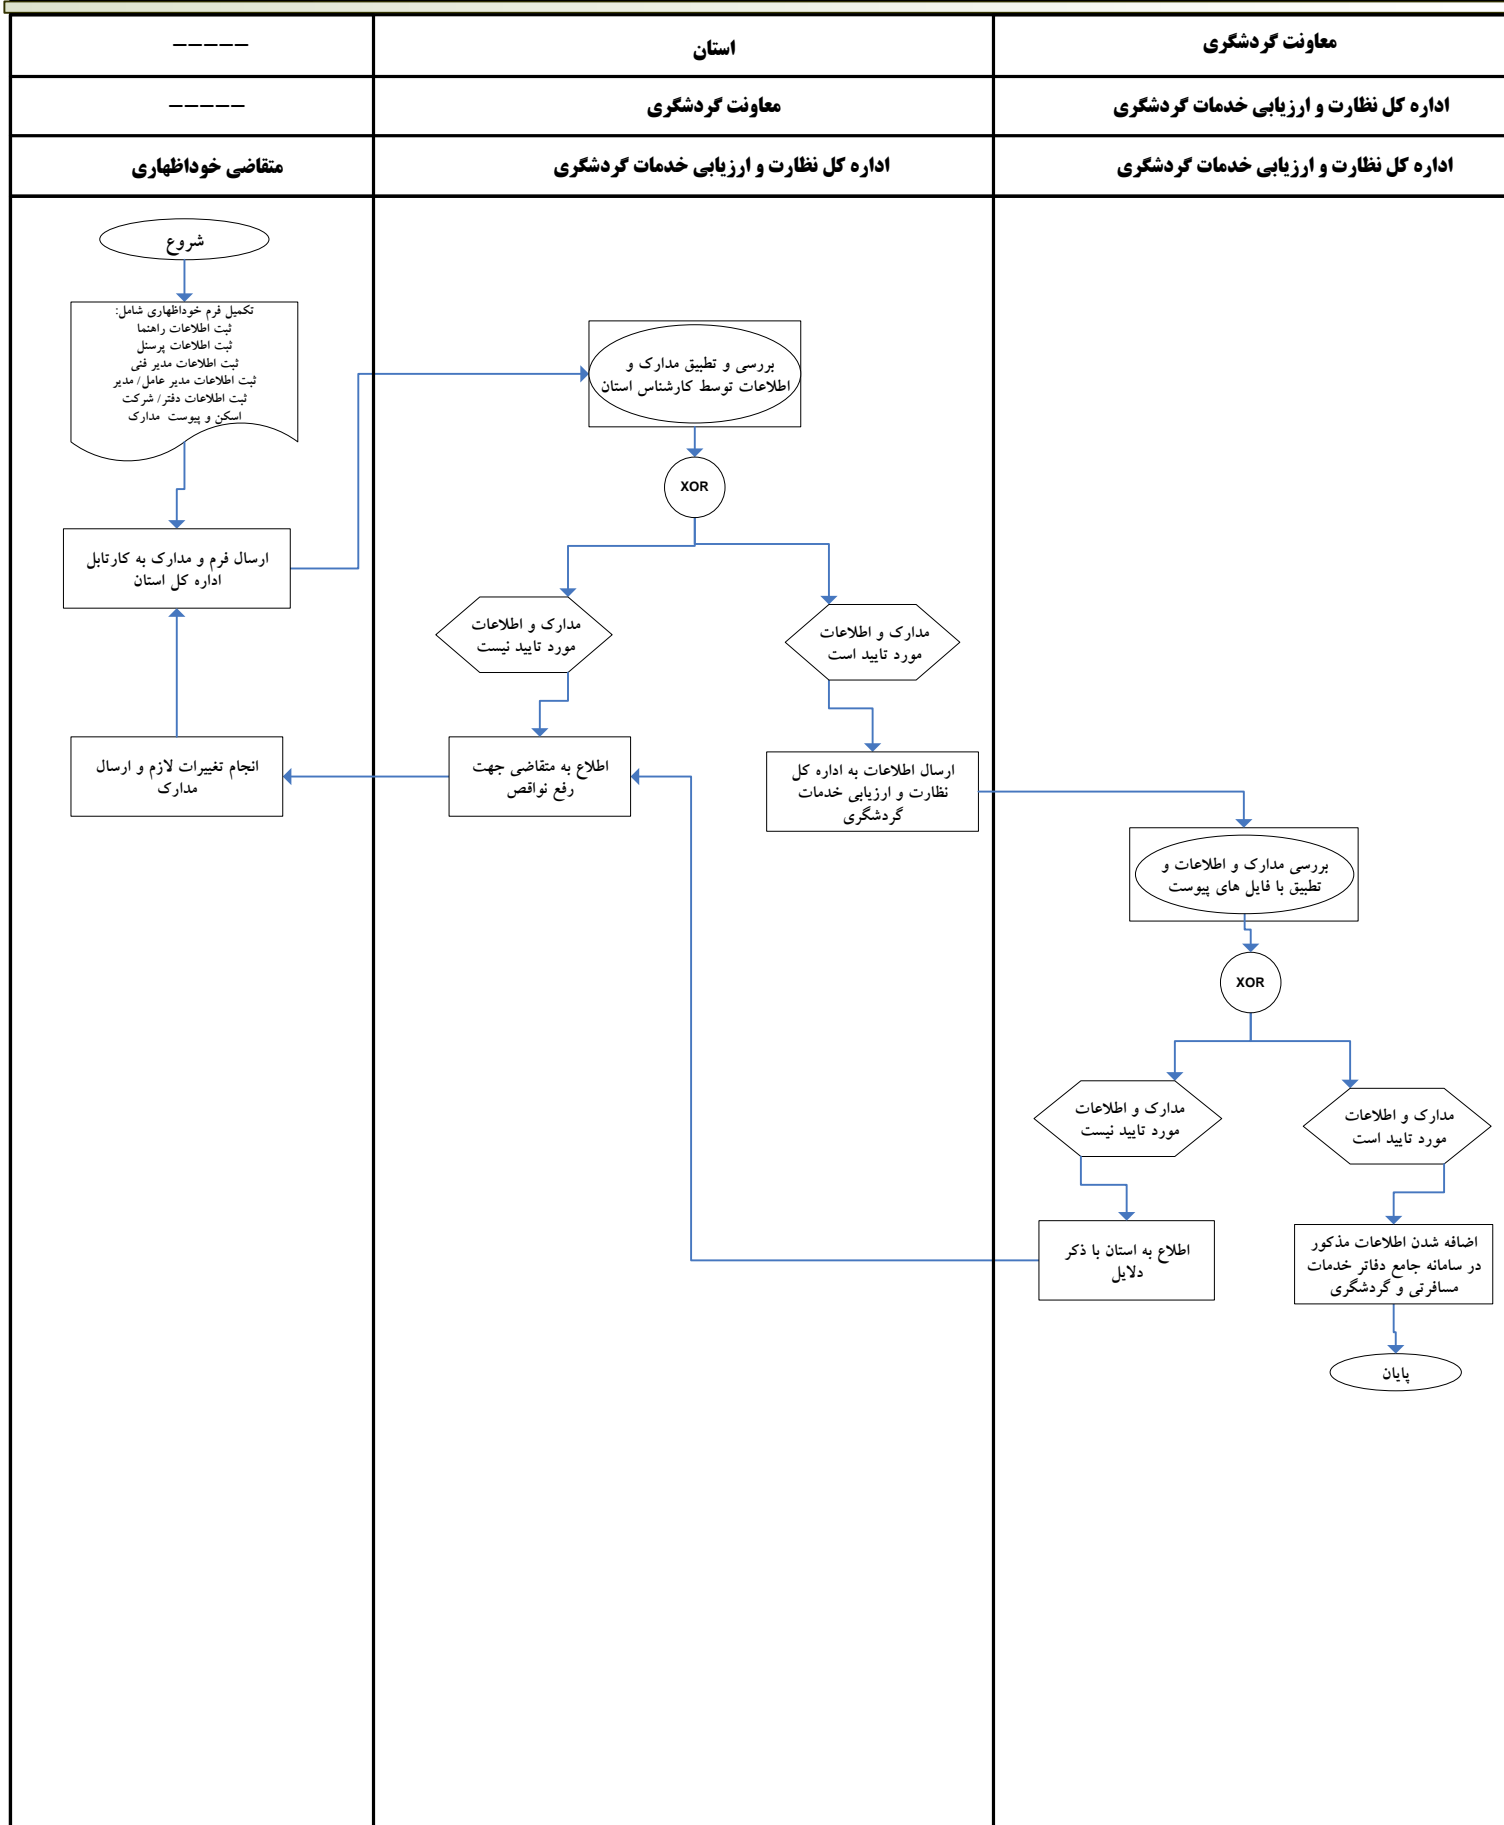 معاونت گردشگری
استان
-----
اداره کل نظارت و ارزیابی خدمات گردشگری
معاونت گردشگری
-----
اداره کل نظارت و ارزیابی خدمات گردشگری
اداره کل نظارت و ارزیابی خدمات گردشگری
متقاضی خوداظهاری
شروع
تکمیل فرم خوداظهاری شامل:
ثبت اطلاعات راهنما
ثبت اطلاعات پرسنل
ثبت اطلاعات مدیر فنی
ثبت اطلاعات مدیر عامل/ مدیر
ثبت اطلاعات دفتر/ شرکت
اسکن و پیوست مدارک
ارسال فرم و مدارک به کارتابل
اداره کل استان
بررسی و تطبیق مدارک و
اطلاعات توسط کارشناس استان
XOR
مدارک و اطلاعات
مورد تایید است
مدارک و اطلاعات
مورد تایید نیست
ارسال اطلاعات به اداره کل
نظارت و ارزیابی خدمات
گردشگری
اطلاع به متقاضی جهت
رفع نواقص
انجام تغییرات لازم و ارسال
مدارک
بررسی مدارک و اطلاعات و
تطبیق با فایل های پیوست
XOR
مدارک و اطلاعات
مورد تایید است
مدارک و اطلاعات
مورد تایید نیست
اضافه شدن اطلاعات مذکور
در سامانه جامع دفاتر خدمات
مسافرتی و گردشگری
اطلاع به استان با ذکر
دلایل
پایان